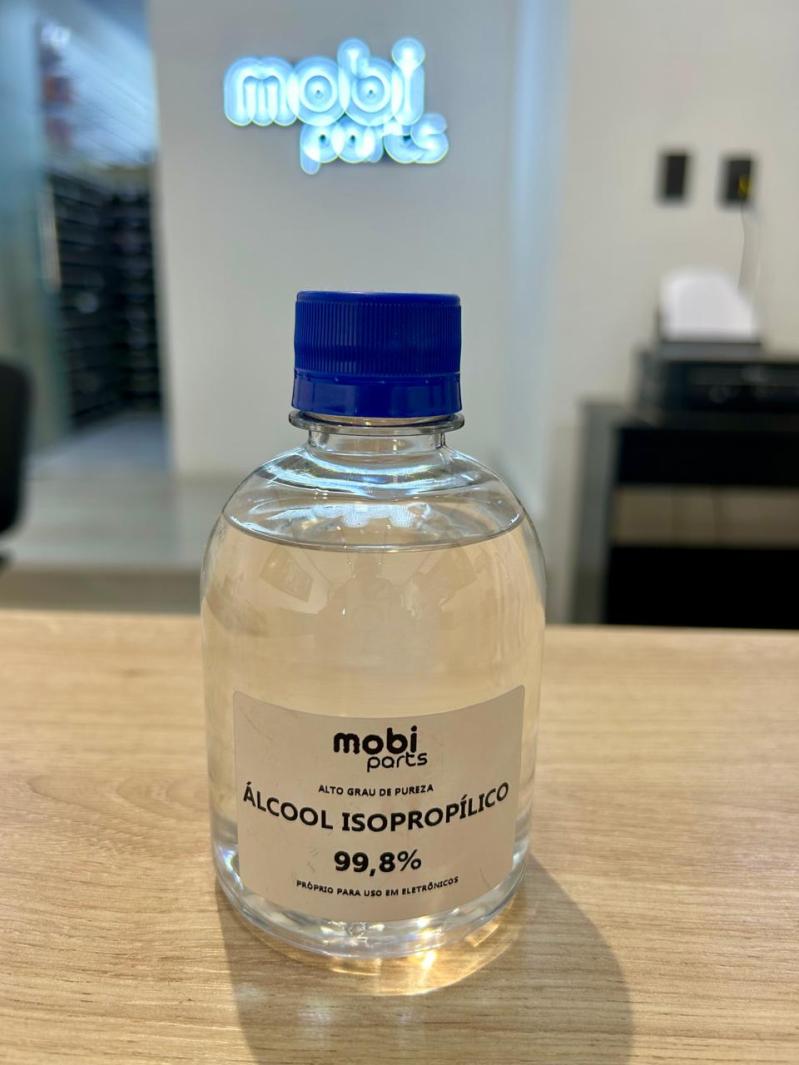 mobi
parts
mobi
parts
ALTO GRAU DE PUREZA
ÁLCOOL ISOPROPÍLICO
99,8%
PRÓPRIO PARA USO EM ELETRÔNICOS